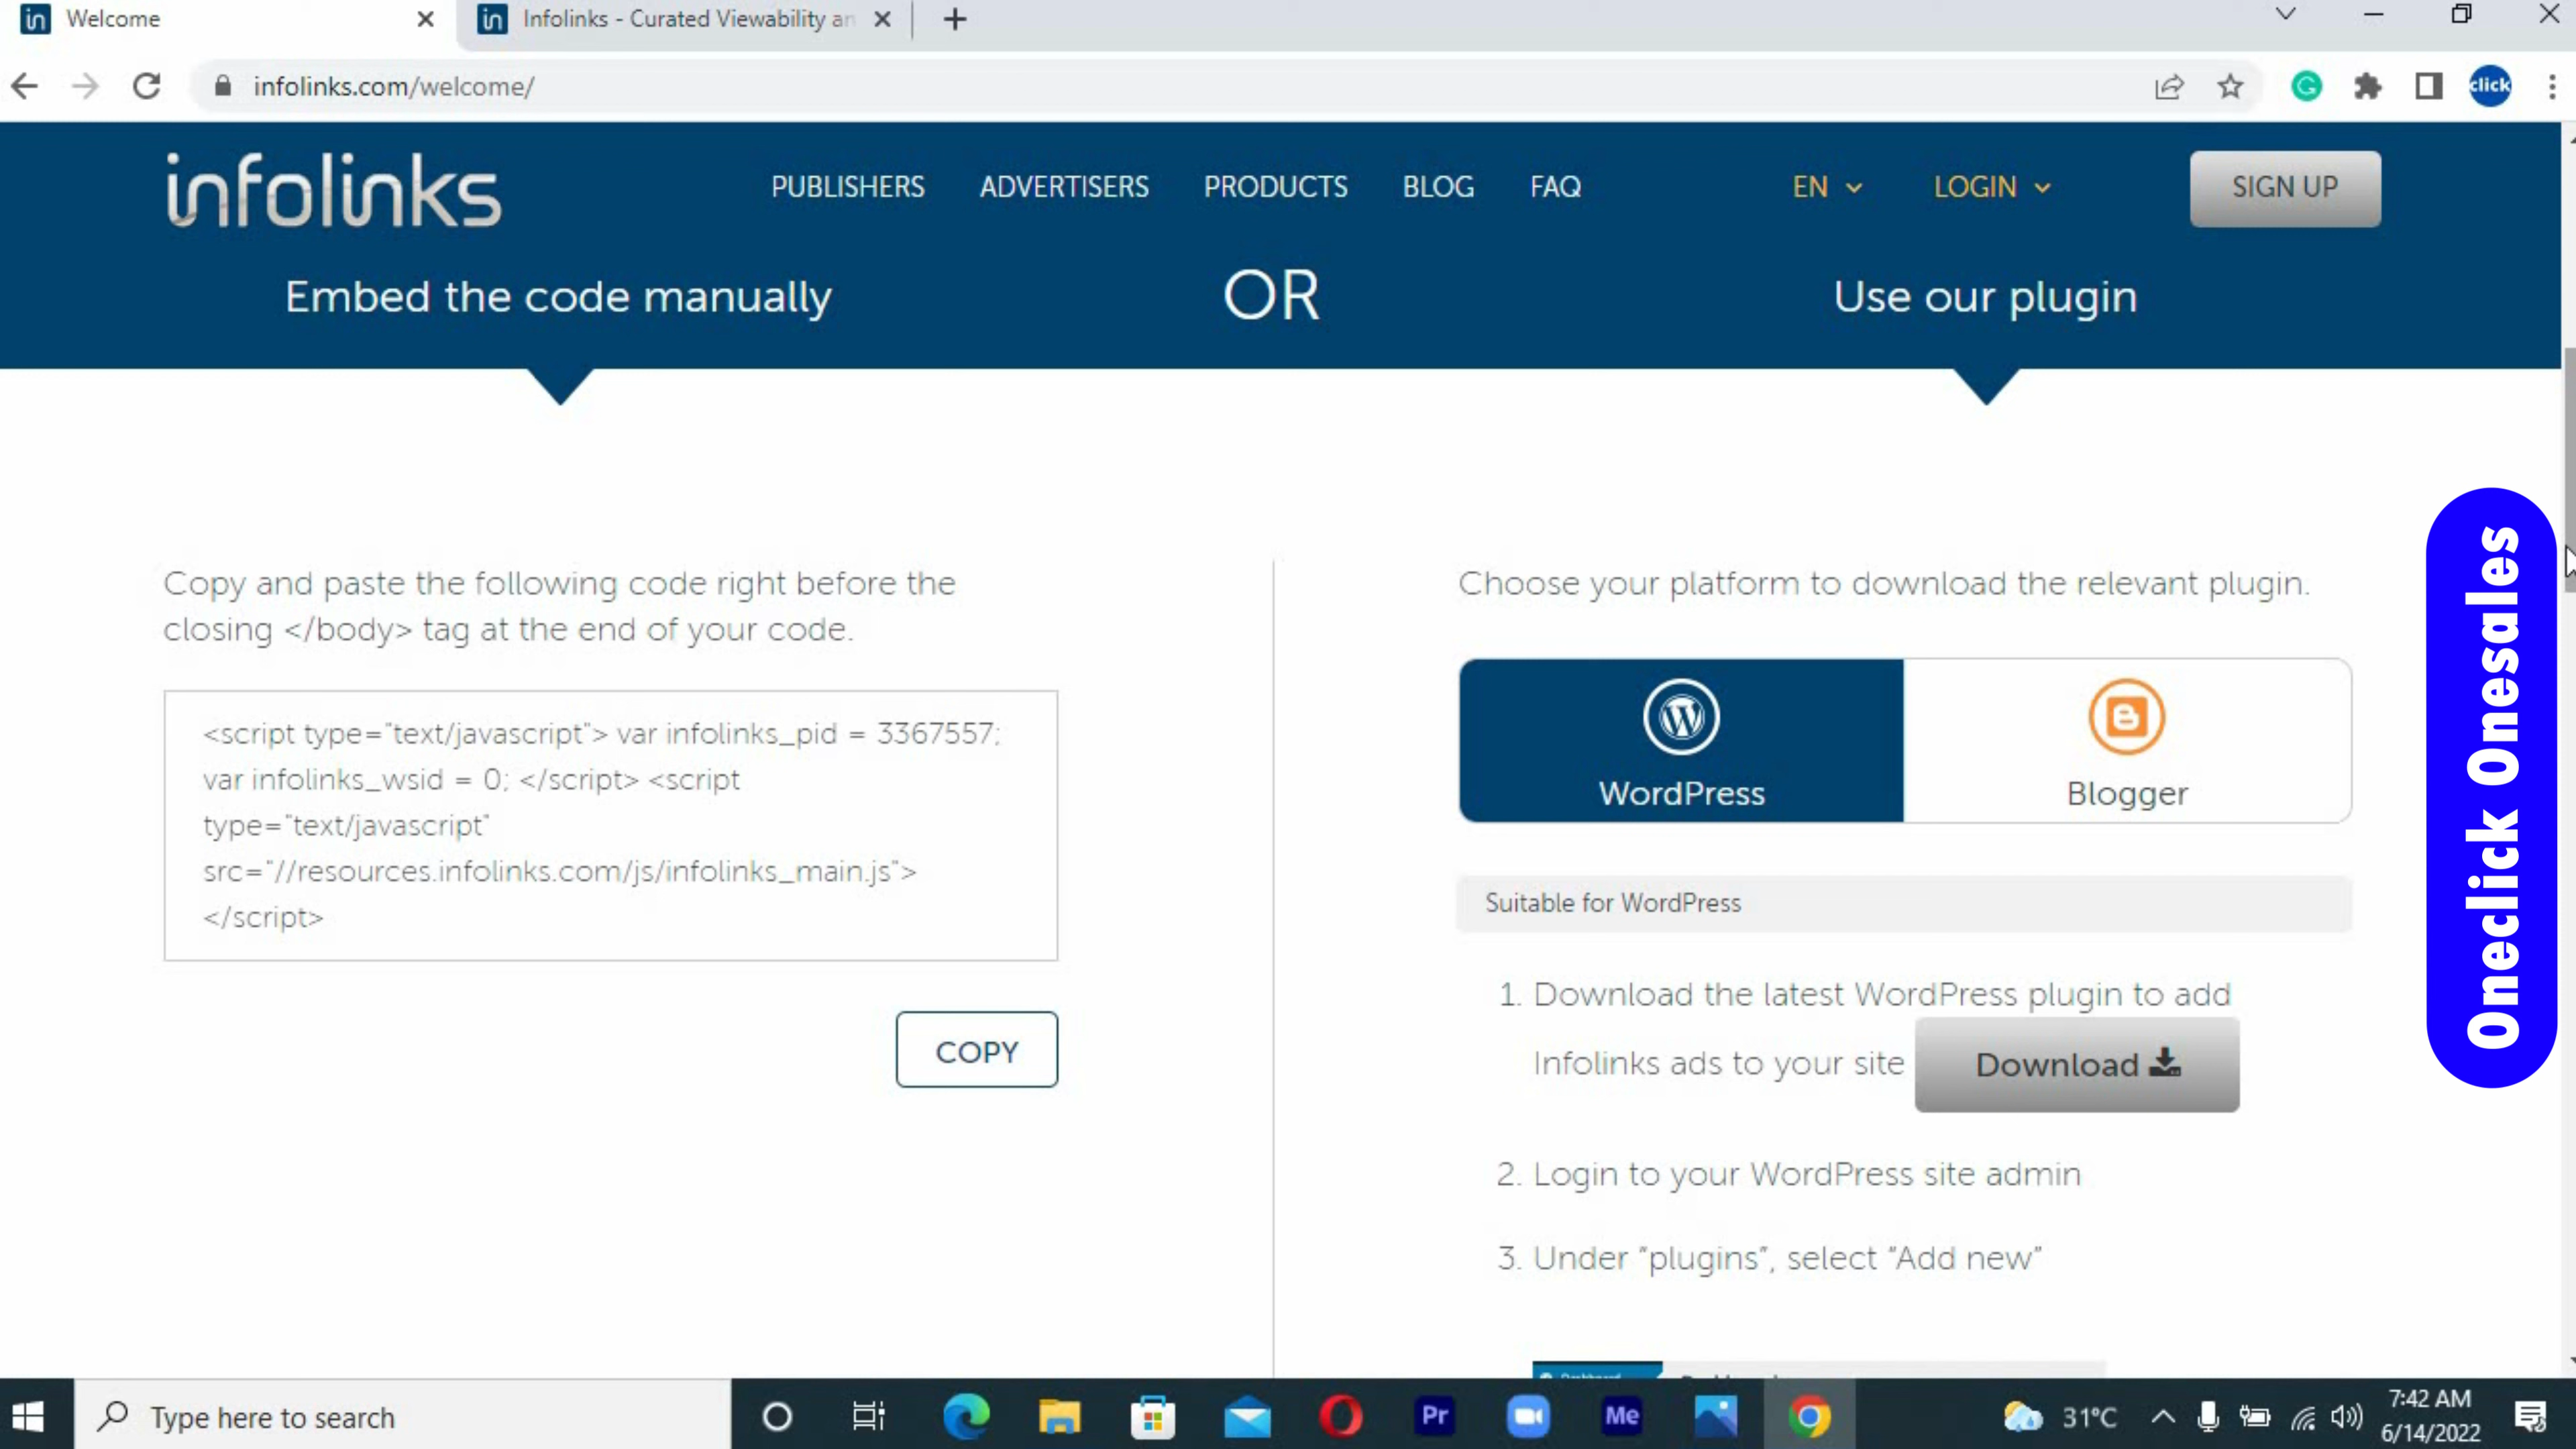 Welcome
Infolinks - Curated Viewability an
infolinks.com/welcome/
click
infolinks
PUBLISHERS ADVERTISERS PRODUCTS BLOG FAQ EN LOGIN SIGN UP
Embed the code manually OR Use our plugin
Copy and paste the following code right before the
closing </body> tag at the end of your code.
<script type="text/javascript"> var infolinks_pid = 3367557;
var infolinks_wsid = 0; </script> <script
type="text/javascript"
src="//resources.infolinks.com/js/infolinks_main.js">
</script>
COPY
Choose your platform to download the relevant plugin.
WordPress
Blogger
Suitable for WordPress
1. Download the latest WordPress plugin to add
Infolinks ads to your site Download
2. Login to your WordPress site admin
3. Under "plugins", select "Add new"
Oneclick Onesales
Type here to search
Pr
Me
31°C
7:42 AM
6/14/2022